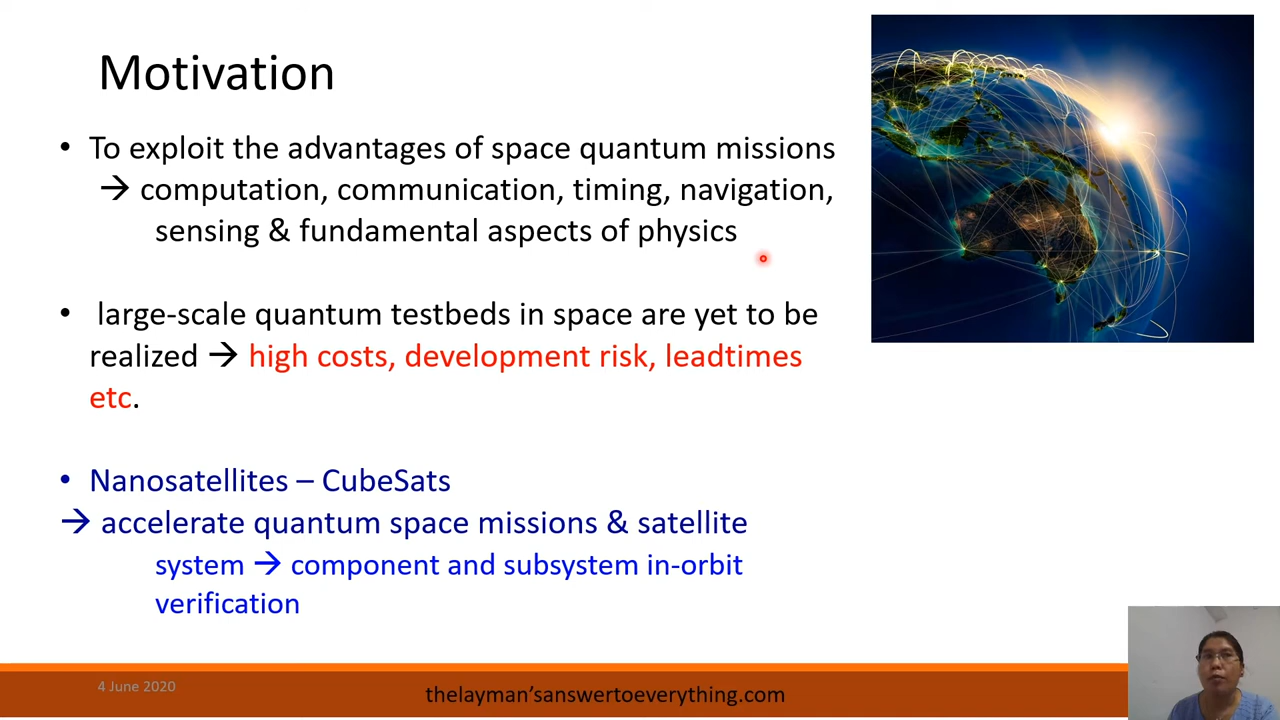 Motivation
• To exploit the advantages of space quantum missions
→ computation, communication, timing, navigation,
sensing & fundamental aspects of physics
• large-scale quantum testbeds in space are yet to be
realized → high costs, development risk, leadtimes
etc.
• Nanosatellites – CubeSats
→ accelerate quantum space missions & satellite
system → component and subsystem in-orbit
verification
4 June 2020
thelayman’sanswertoeverything.com